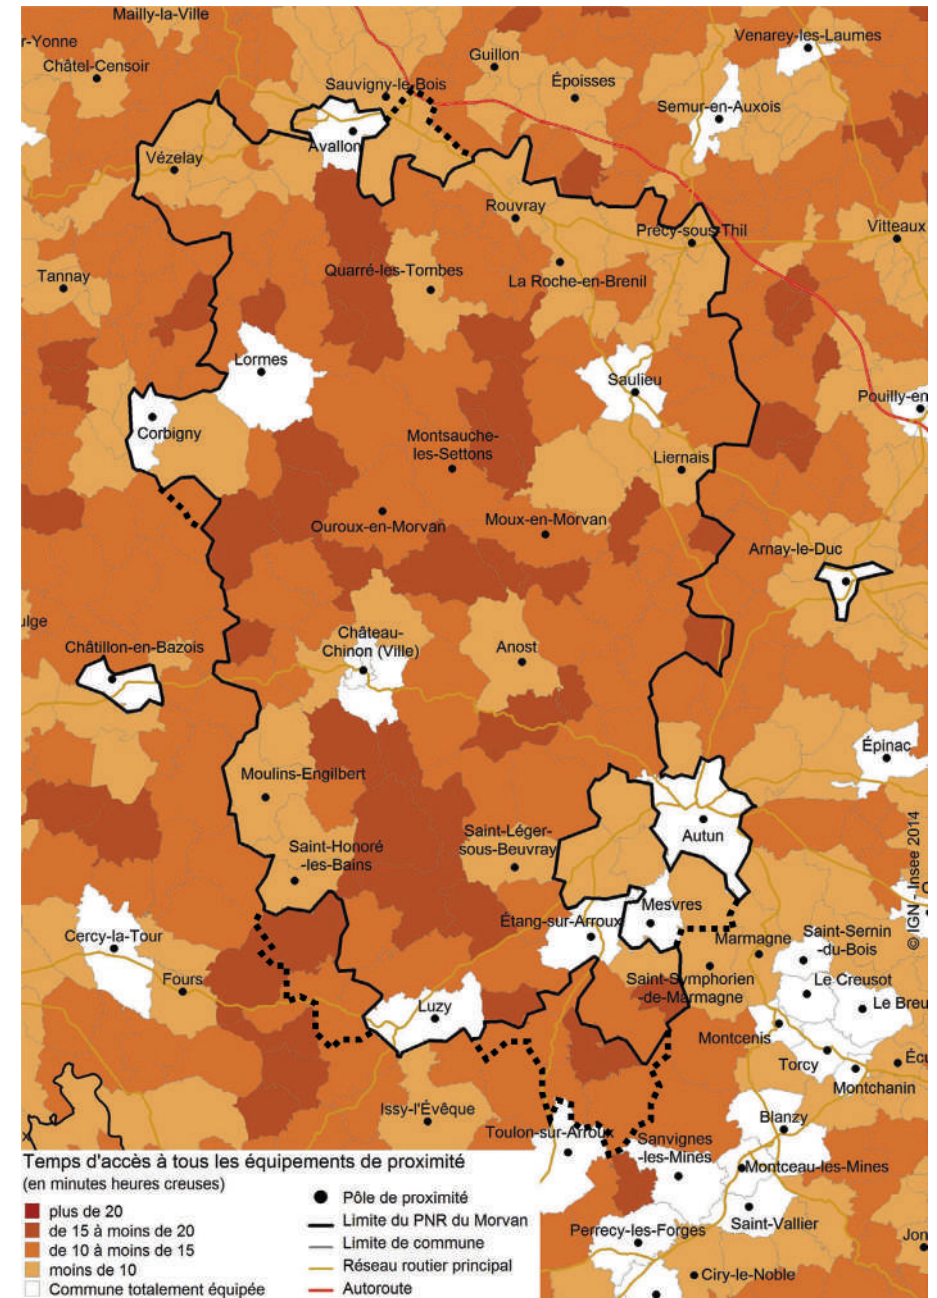 Mailly-la-Ville
r-Yonne
Venarey-les-Laumes
Guillon
Châtel-Censoir
Sauvigny-le-Bois
Époisses
Semur-en-Auxois
Avallon
Vézelay
Rouvray
Vitteaux
Précy-sous-Thil
Tannay
Quarré-les-Tombes
La Roche-en-Brenil
Lormes
Saulieu
Pouilly-en
Corbigny
Montsauche-
les-Settons
Liernais
Ouroux-en-Morvan
Moux-en-Morvan
Arnay-le-Duc
ulge
Château-
Chinon (Ville)
Châtillon-en-Bazois
Anost
Épinac
Moulins-Engilbert
Autun
Saint-Léger-
sous-Beuvray
Saint-Honoré
-les-Bains
Mesvres
Étang-sur-Arroux
Cercy-la-Tour
Marmagne
Saint-Sernin
-du-Bois
Fours
Saint-Symphorien
-de-Marmagne
Le Creusot
Le Breu
Luzy
Montcenis
Torcy
Écu
Montchanin
Issy-l'Évêque
Blanzy
Toulon-sur-Arroux
Sanvignes
-les-Mines
Montceau-les-Mines
Saint-Vallier
Perrecy-les-Forges
Jon
Ciry-le-Noble
© IGN - Insee 2014
Temps d'accès à tous les équipements de proximité
(en minutes heures creuses)
plus de 20
de 15 à moins de 20
de 10 à moins de 15
moins de 10
Commune totalement équipée
Pôle de proximité
Limite du PNR du Morvan
Limite de commune
Réseau routier principal
Autoroute